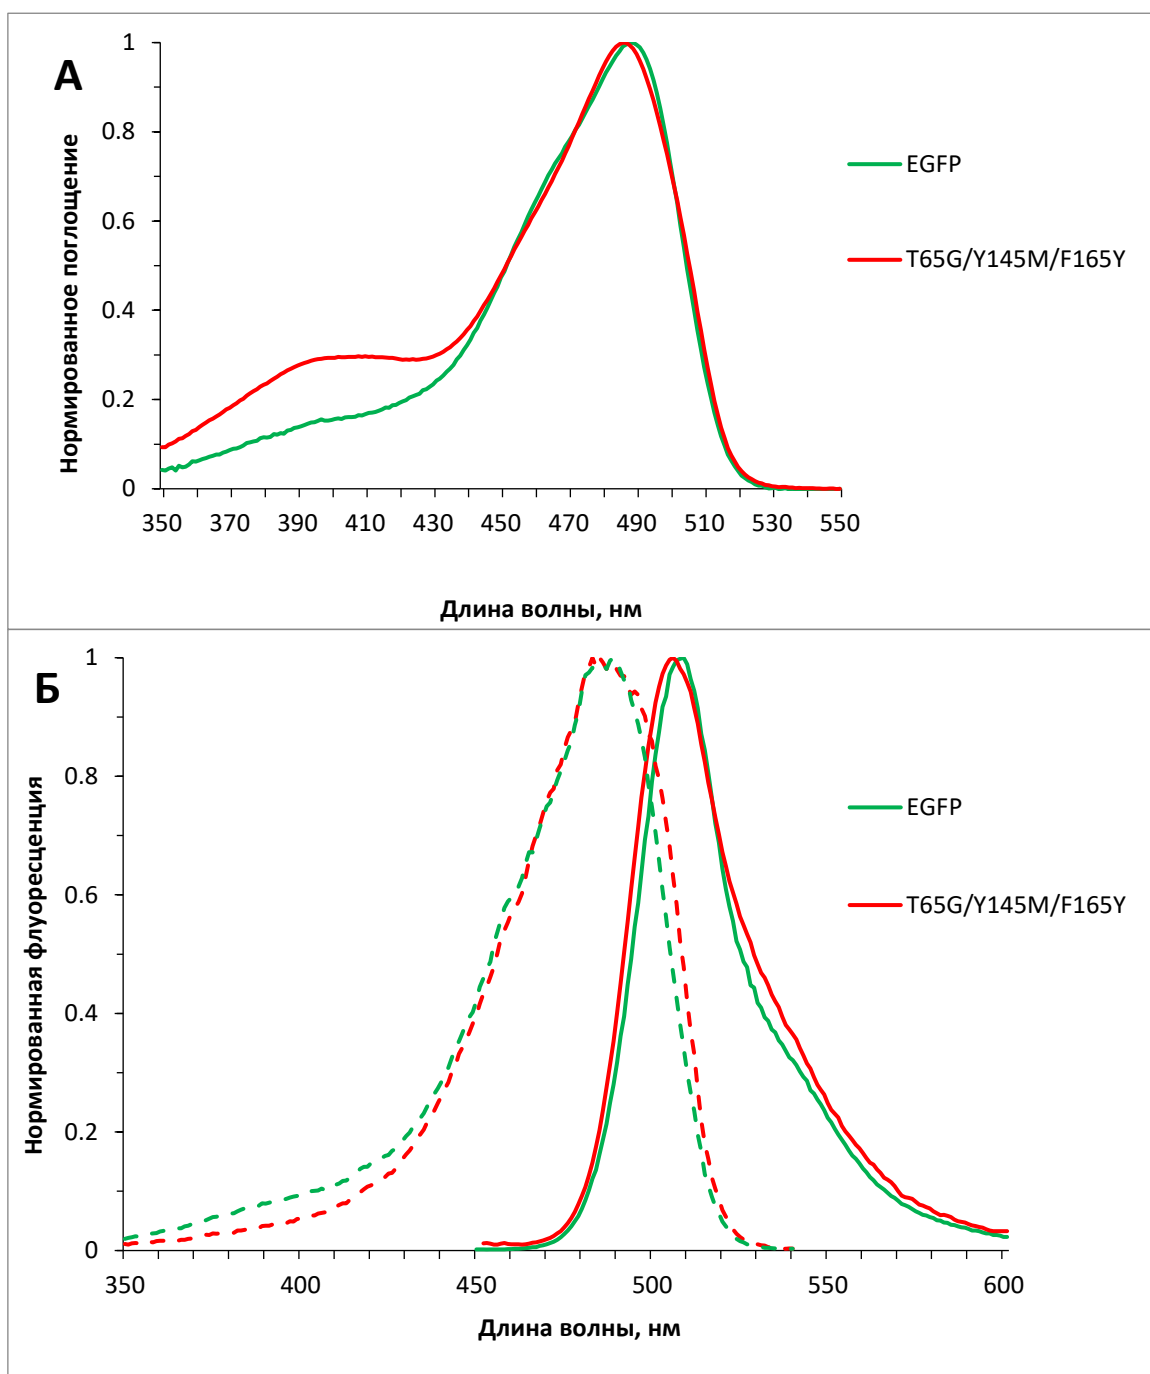 А
Нормированное поглощение
1
0.8
0.6
0.4
0.2
0
350 370 390 410 430 450 470 490 510 530 550
Длина волны, нм
EGFP
T65G/Y145M/F165Y
Б
Нормированная флуоресценция
1
0.8
0.6
0.4
0.2
0
350 400 450 500 550 600
Длина волны, нм
EGFP
T65G/Y145M/F165Y